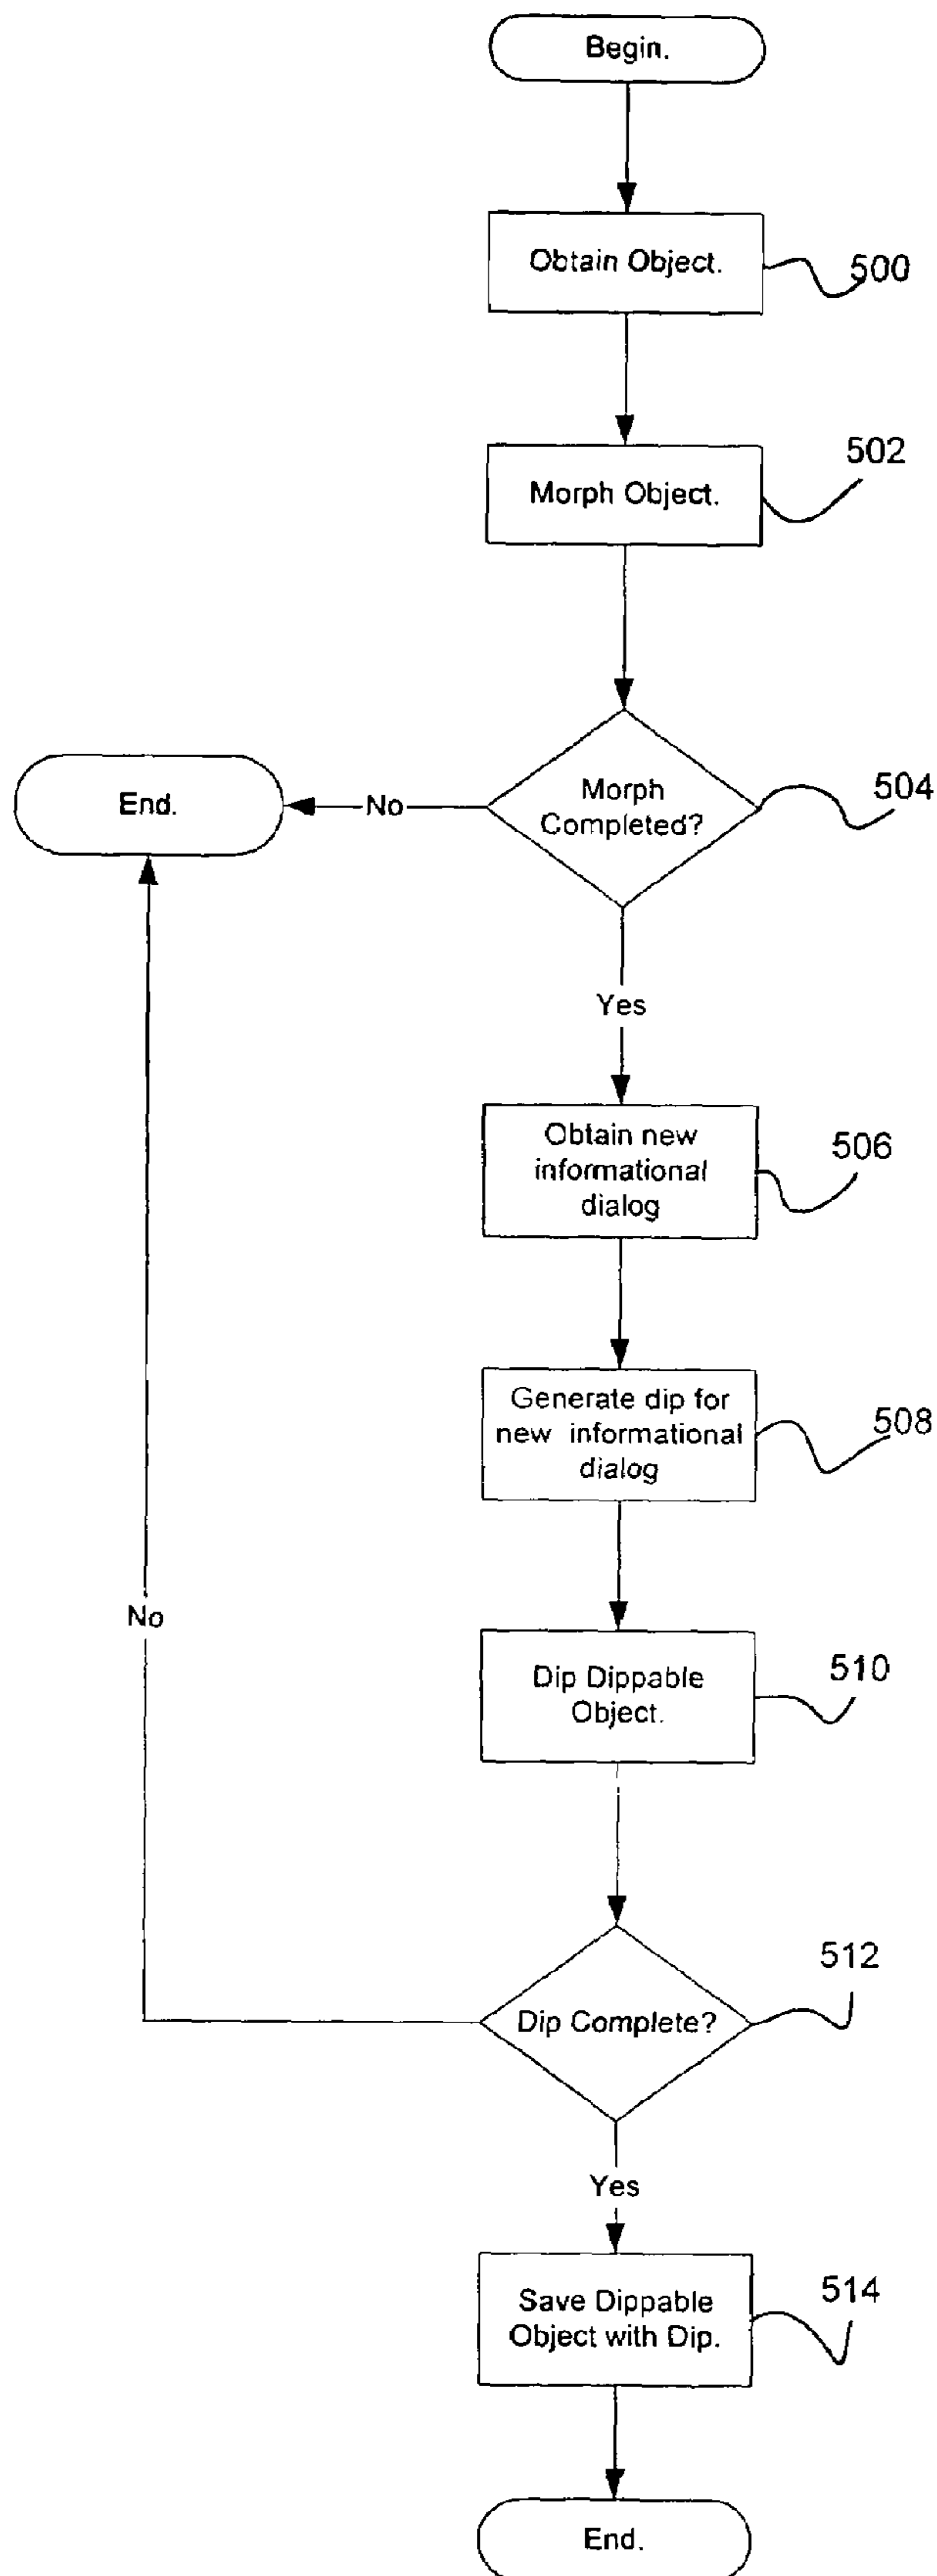 Begin.
Obtain Object.
500
Morph Object.
502
Morph
Completed?
504
No
End.
Yes
Obtain new
informational
dialog
506
Generate dip for
new informational
dialog
508
Dip Dippable
Object.
510
No
Dip Complete?
512
Yes
Save Dippable
Object with Dip.
514
End.